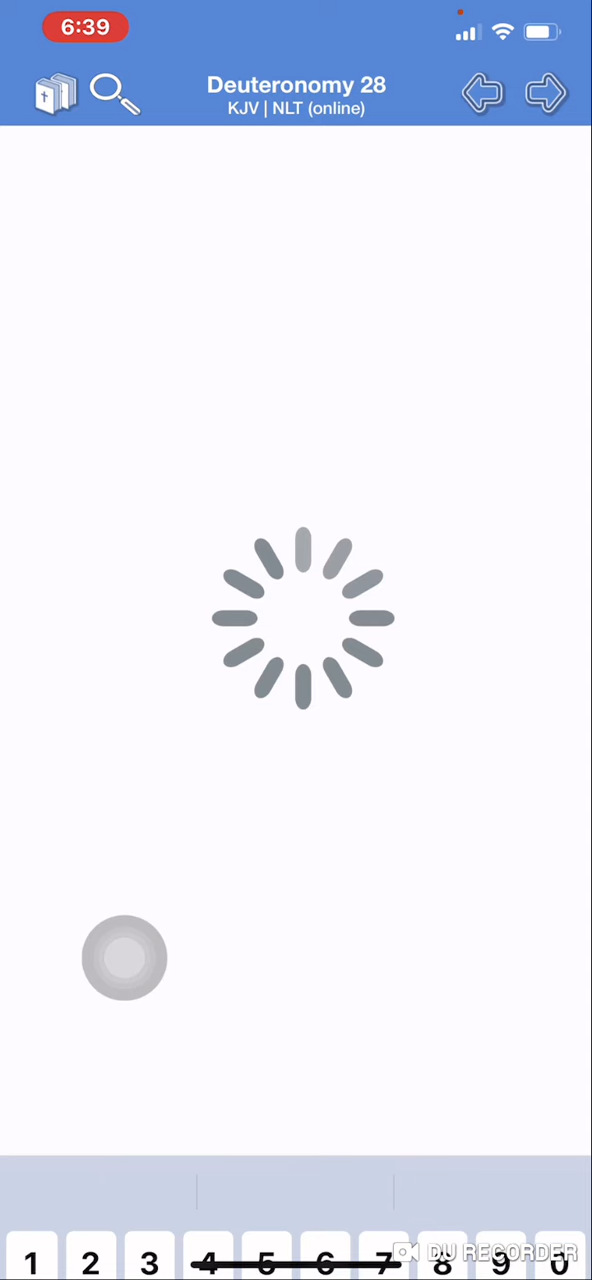 6:39
Deuteronomy 28
KJV | NLT (online)
1 2 3 4 5 6 7 8 9 0
DU RECORDER